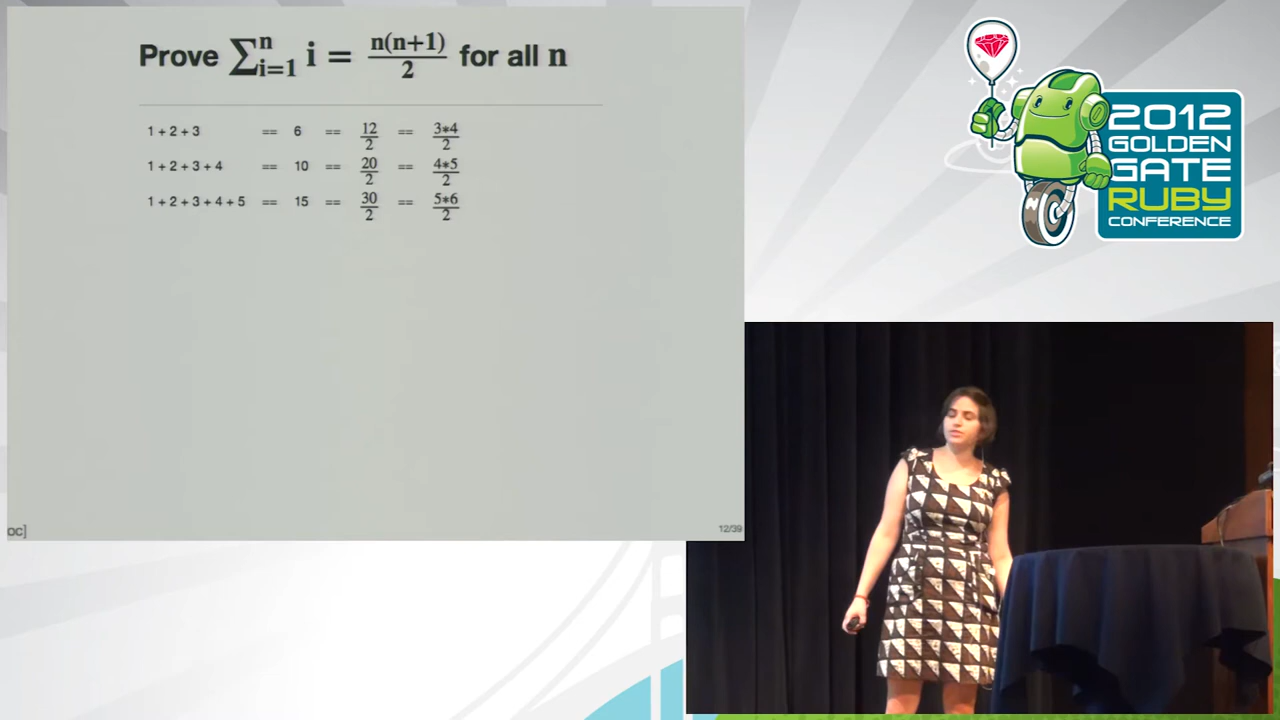 Prove ∑ⁿᵢ₌₁ i = n(n+1)/2 for all n
1 + 2 + 3 == 6 == 12/2 == 3*4/2
1 + 2 + 3 + 4 == 10 == 20/2 == 4*5/2
1 + 2 + 3 + 4 + 5 == 15 == 30/2 == 5*6/2
oc]
12/39
2012
GOLDEN
GATE
RUBY
CONFERENCE